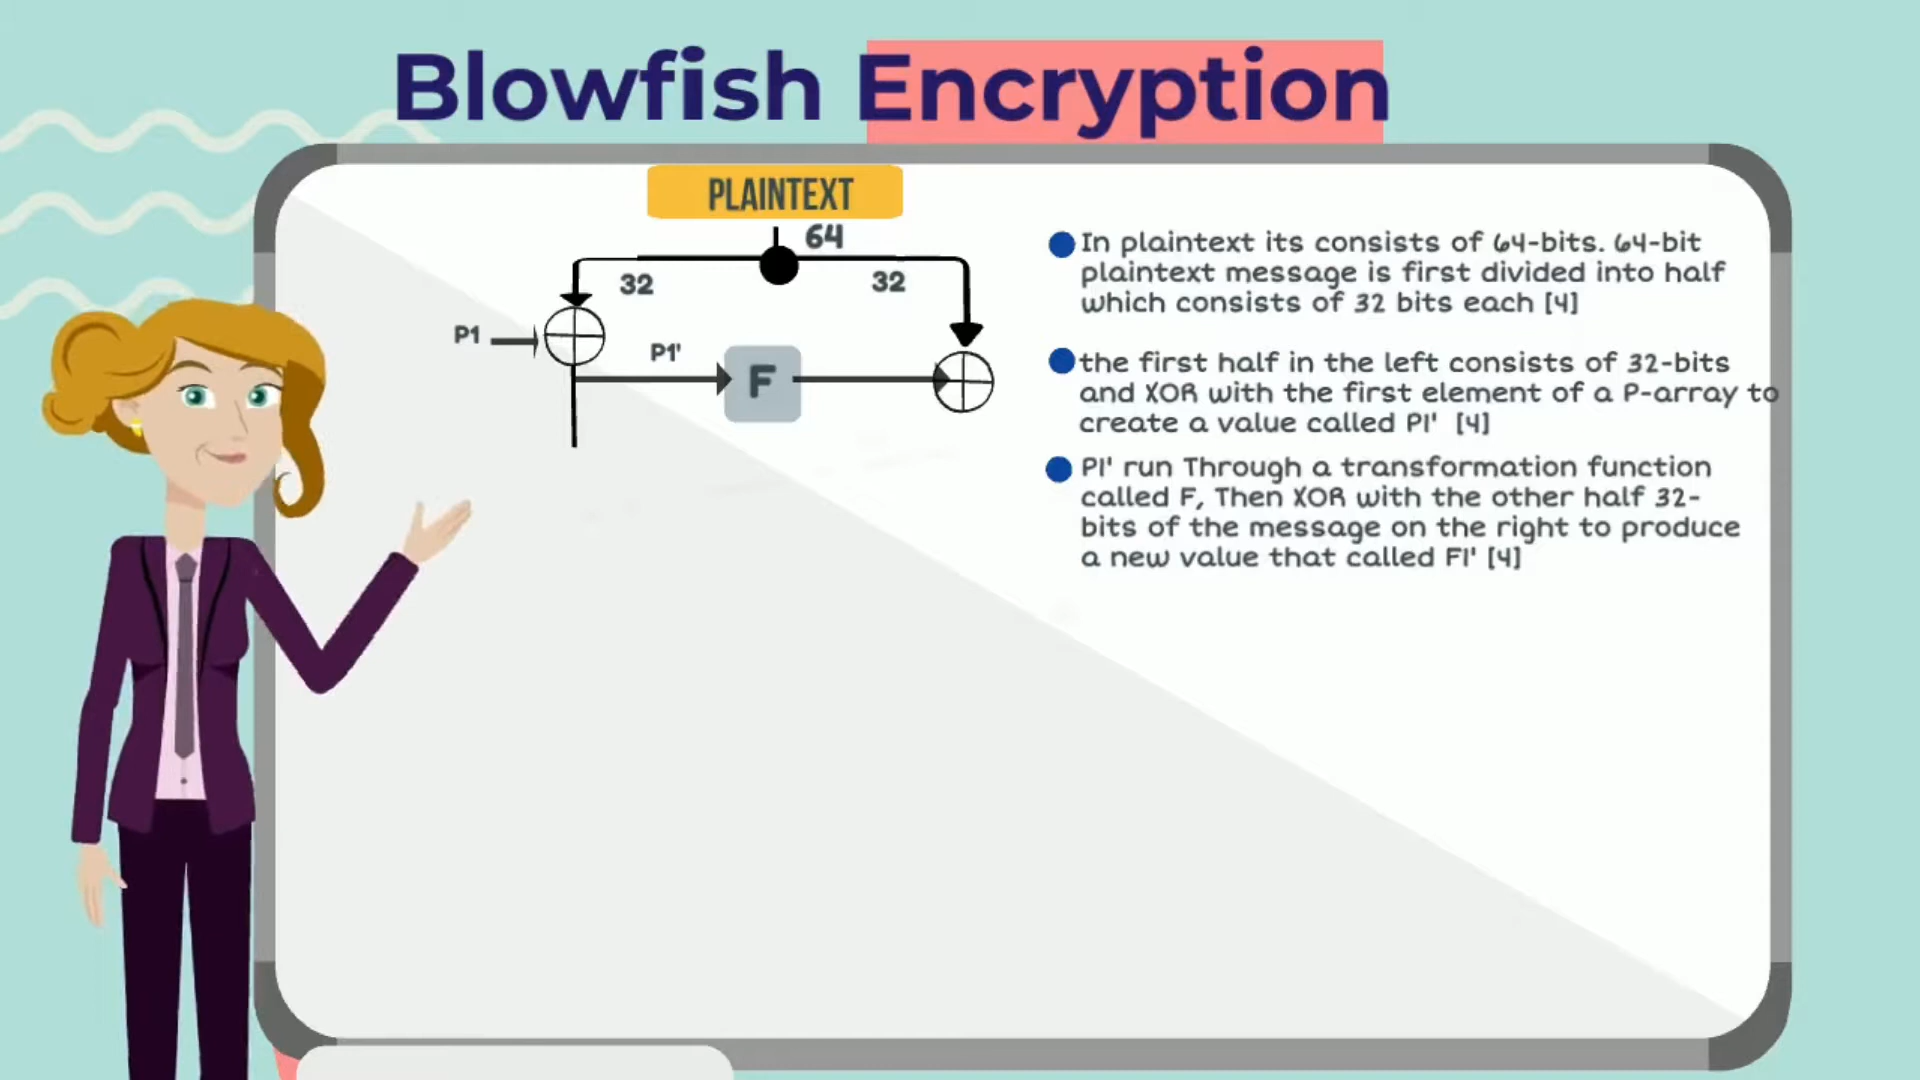 Blowfish Encryption
PLAINTEXT
64
32
32
P1
P1'
F
In plaintext its consists of 64-bits. 64-bit
plaintext message is first divided into half
which consists of 32 bits each [4]
the first half in the left consists of 32-bits
and XOR with the first element of a P-array to
create a value called P1' [4]
P1' run Through a transformation function
called F, Then XOR with the other half 32-
bits of the message on the right to produce
a new value that called F1' [4]